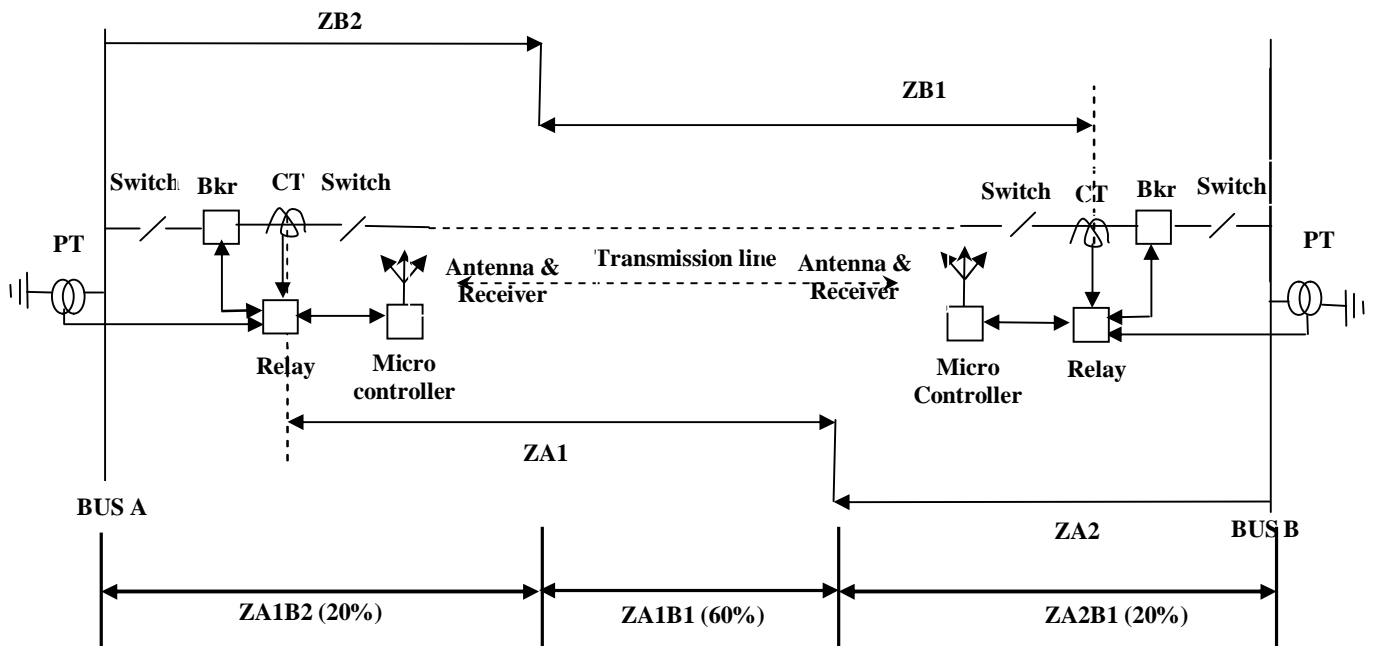 ZB2
ZB1
Switch
Bkr
CT
Switch
Switch
CT
Bkr
Switch
PT
PT
Antenna &
Receiver
Transmission line
Antenna &
Receiver
Relay
Micro
controller
Micro
Controller
Relay
ZA1
BUS A
ZA2
BUS B
ZA1B2 (20%)
ZA1B1 (60%)
ZA2B1 (20%)